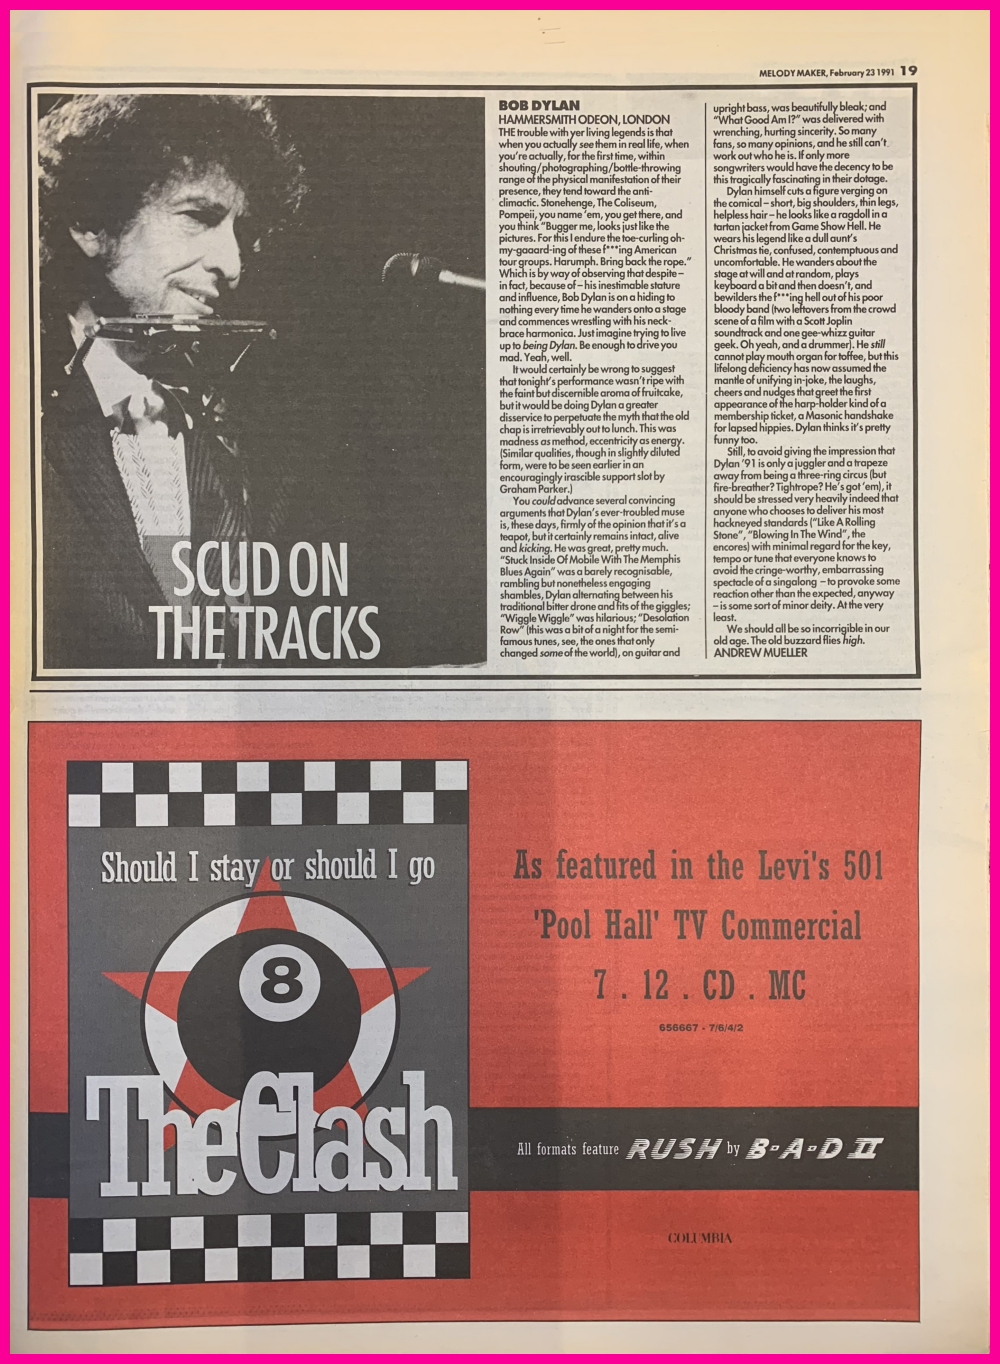 MELODY MAKER, February 23 1991 19
SCUD ON
THE TRACKS
BOB DYLAN
HAMMERSMITH ODEON, LONDON
THE trouble with yer living legends is that
when you actually see them in real life, when
you're actually, for the first time, within
shouting/photographing/bottle-throwing
range of the physical manifestation of their
presence, they tend toward the anti-
climactic. Stonehenge, The Coliseum,
Pompeii, you name 'em, you get there, and
you think "Bugger me, looks just like the
pictures. For this I endure the toe-curling oh-
my-gaaard-ing of these f***ing American
tour groups. Harumph. Bring back the rope."
Which is by way of observing that despite –
in fact, because of – his inestimable stature
and influence, Bob Dylan is on a hiding to
nothing every time he wanders onto a stage
and commences wrestling with his neck-
brace harmonica. Just imagine trying to live
up to being Dylan. Be enough to drive you
mad. Yeah, well.
It would certainly be wrong to suggest
that tonight's performance wasn't ripe with
the faint but discernible aroma of fruitcake,
but it would be doing Dylan a greater
disservice to perpetuate the myth that the old
chap is irretrievably out to lunch. This was
madness as method, eccentricity as energy.
(Similar qualities, though in slightly diluted
form, were to be seen earlier in an
encouragingly irascible support slot by
Graham Parker.)
You could advance several convincing
arguments that Dylan's ever-troubled muse
is, these days, firmly of the opinion that it's a
teapot, but it certainly remains intact, alive
and kicking. He was great, pretty much.
"Stuck Inside Of Mobile With The Memphis
Blues Again" was a barely recognisable,
rambling but nonetheless engaging
shambles, Dylan alternating between his
traditional bitter drone and fits of the giggles;
"Wiggle Wiggle" was hilarious; "Desolation
Row" (this was a bit of a night for the semi-
famous tunes, see, the ones that only
changed some of the world), on guitar and
upright bass, was beautifully bleak; and
"What Good Am I?" was delivered with
wrenching, hurting sincerity. So many
fans, so many opinions, and he still can't
work out who he is. If only more
songwriters would have the decency to be
this tragically fascinating in their dotage.
Dylan himself cuts a figure verging on
the comical – short, big shoulders, thin legs,
helpless hair – he looks like a ragdoll in a
tartan jacket from Game Show Hell. He
wears his legend like a dull aunt's
Christmas tie, confused, contemptuous and
uncomfortable. He wanders about the
stage at will and at random, plays
keyboard a bit and then doesn't, and
bewilders the f***ing hell out of his poor
bloody band (two leftovers from the crowd
scene of a film with a Scott Joplin
soundtrack and one gee-whizz guitar
geek. Oh yeah, and a drummer). He still
cannot play mouth organ for toffee, but this
lifelong deficiency has now assumed the
mantle of unifying in-joke, the laughs,
cheers and nudges that greet the first
appearance of the harp-holder kind of a
membership ticket, a Masonic handshake
for lapsed hippies. Dylan thinks it's pretty
funny too.
Still, to avoid giving the impression that
Dylan '91 is only a juggler and a trapeze
away from being a three-ring circus (but
fire-breather? Tightrope? He's got 'em), it
should be stressed very heavily indeed that
anyone who chooses to deliver his most
hackneyed standards ("Like A Rolling
Stone", "Blowing In The Wind", the
encores) with minimal regard for the key,
tempo or tune that everyone knows to
avoid the cringe-worthy, embarrassing
spectacle of a singalong – to provoke some
reaction other than the expected, anyway
– is some sort of minor deity. At the very
least.
We should all be so incorrigible in our
old age. The old buzzard flies high.
ANDREW MUELLER
Should I stay or should I go
8
The Clash
As featured in the Levi's 501
'Pool Hall' TV Commercial
7 . 12 . CD . MC
656667 - 7/6/4/2
All formats feature RUSH by B·A·D II
COLUMBIA